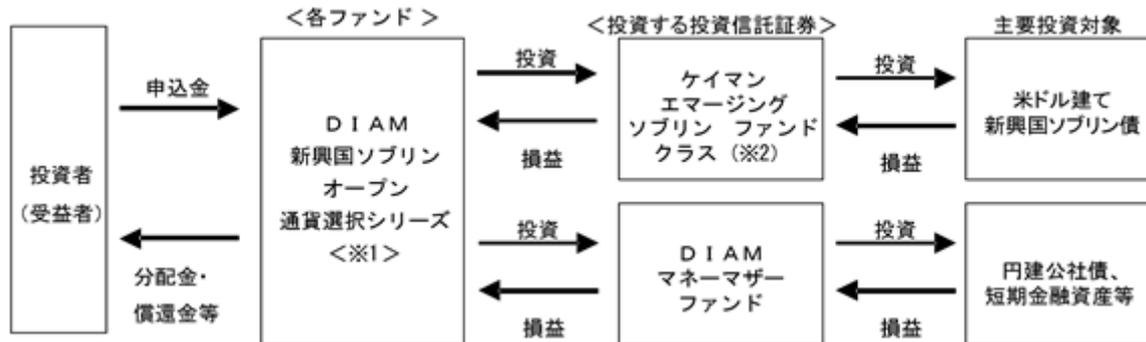 ＜各ファンド＞
＜投資する投資信託証券＞
主要投資対象
投資者
（受益者）
申込金
分配金・
償還金等
ＤＩＡＭ
新興国ソブリン
オープン
通貨選択シリーズ
＜※1＞
投資
損益
投資
損益
ケイマン
エマージング
ソブリン　ファンド
クラス（※2）
ＤＩＡＭ
マネーマザー
ファンド
投資
損益
投資
損益
米ドル建て
新興国ソブリン債
円建公社債、
短期金融資産等